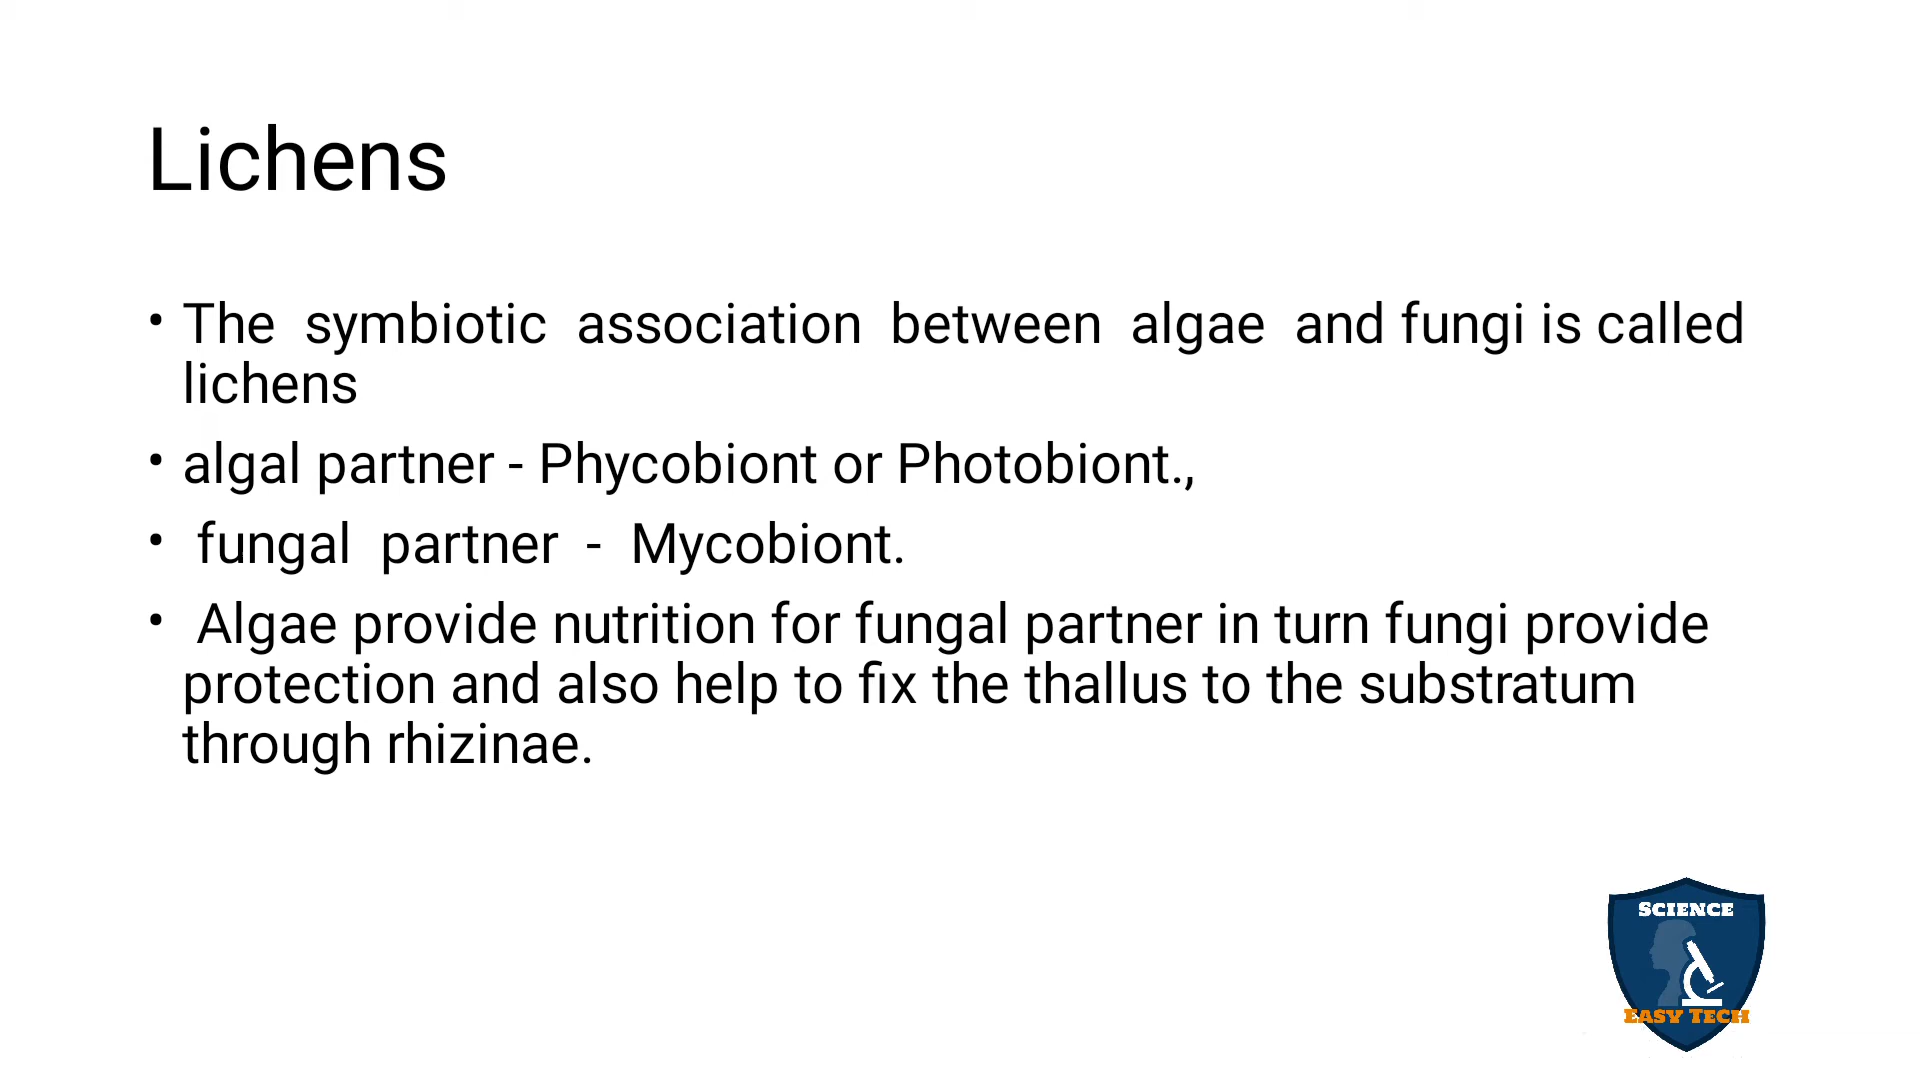 Lichens
• The symbiotic association between algae and fungi is called
lichens
• algal partner - Phycobiont or Photobiont.,
• fungal partner - Mycobiont.
• Algae provide nutrition for fungal partner in turn fungi provide
protection and also help to fix the thallus to the substratum
through rhizinae.
SCIENCE
EASY TECH